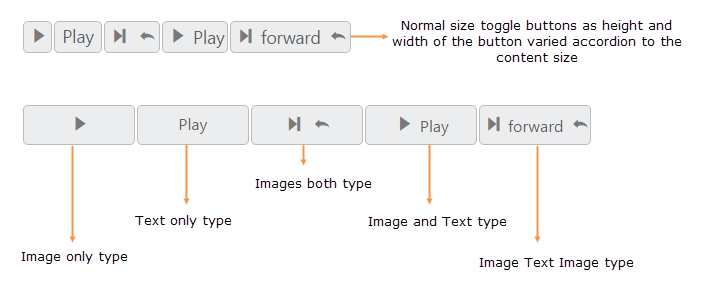 Play
Play
forward
Normal size toggle buttons as height and
width of the button varied accordion to the
content size
Play
Play
forward
Images both type
Text only type
Image and Text type
Image only type
Image Text Image type